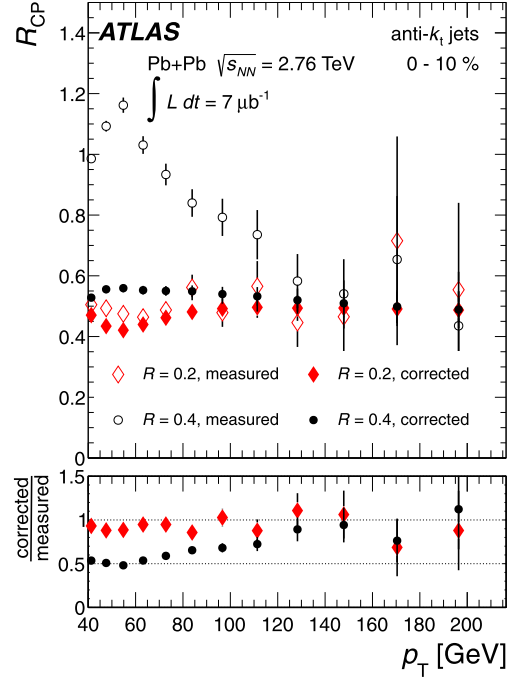 R_CP
1.4
1.2
1
0.8
0.6
0.4
0.2
0
ATLAS
anti-k_t jets
Pb+Pb √s_NN = 2.76 TeV
0 - 10 %
∫ L dt = 7 μb⁻¹
R = 0.2, measured
R = 0.2, corrected
R = 0.4, measured
R = 0.4, corrected
corrected
measured
1.5
1
0.5
0
40 60 80 100 120 140 160 180 200 220
p_T [GeV]